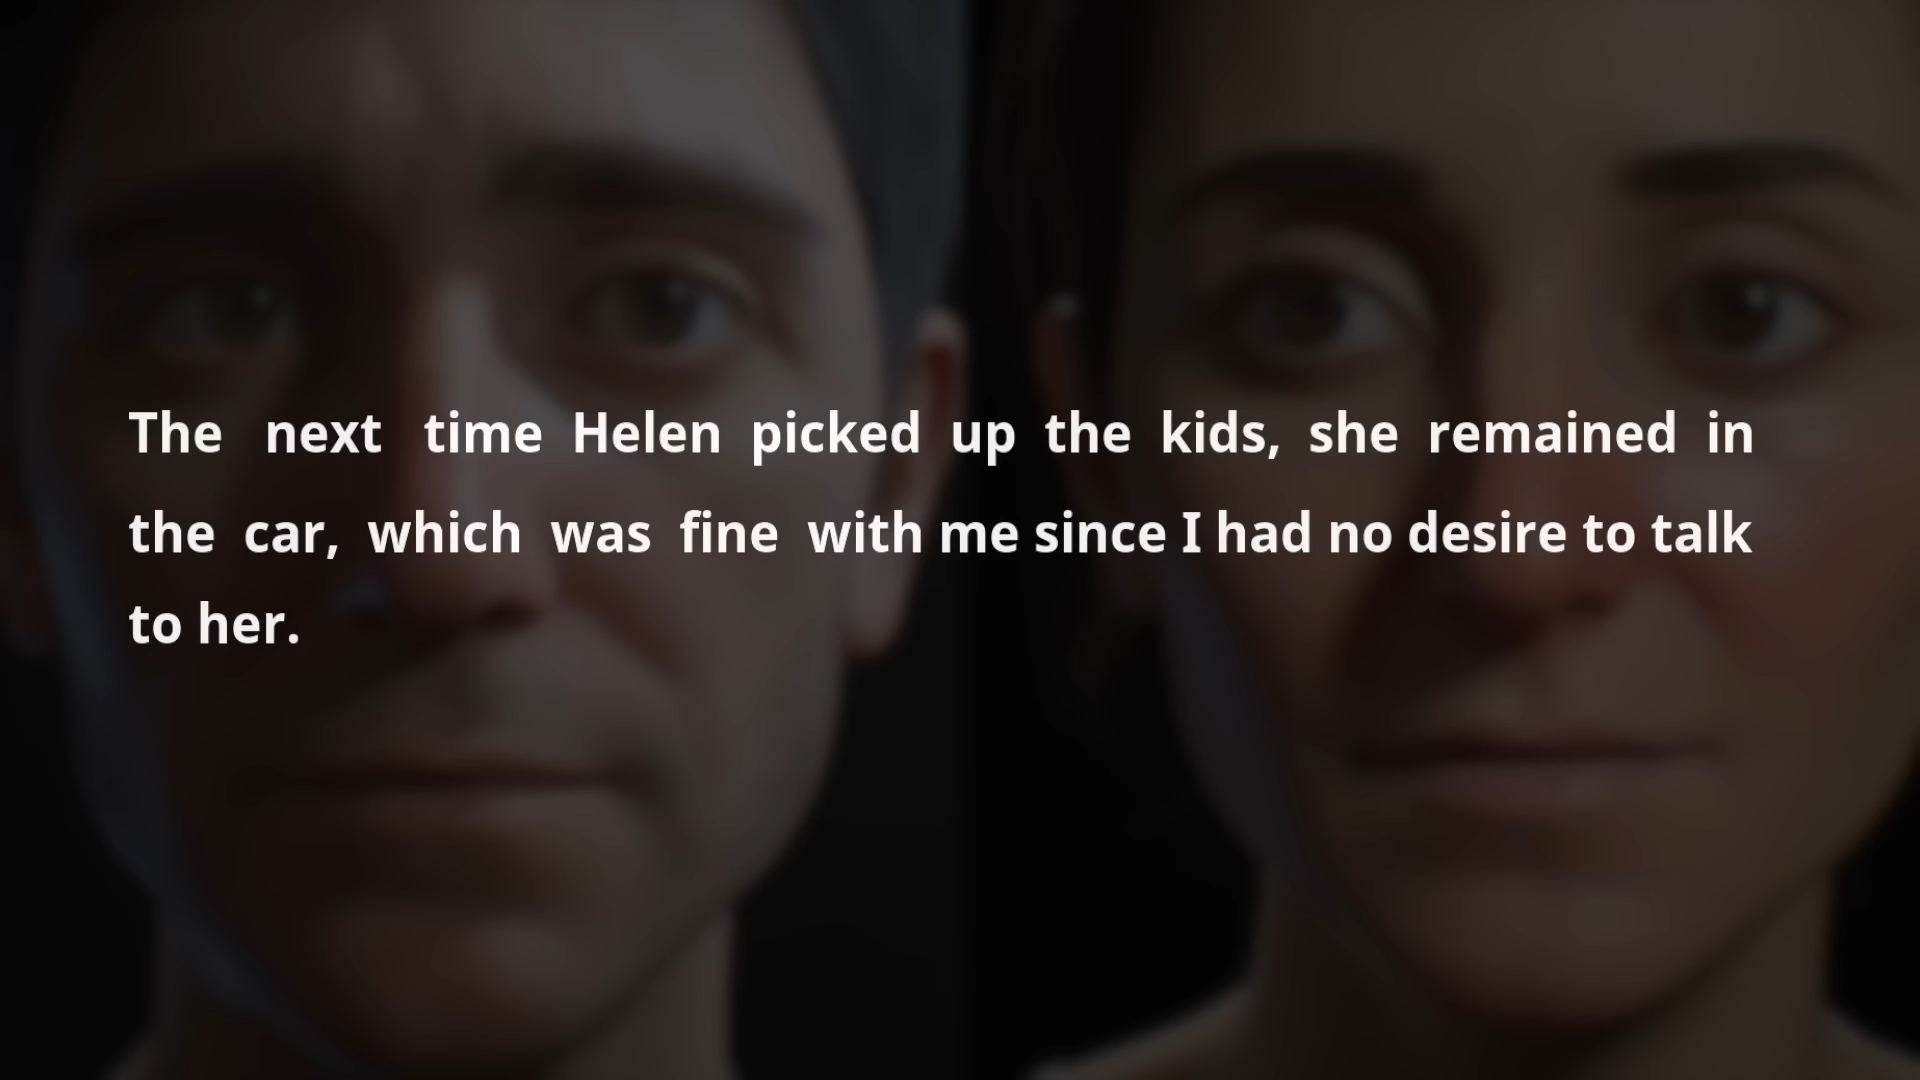 The next time Helen picked up the kids, she remained in
the car, which was fine with me since I had no desire to talk
to her.